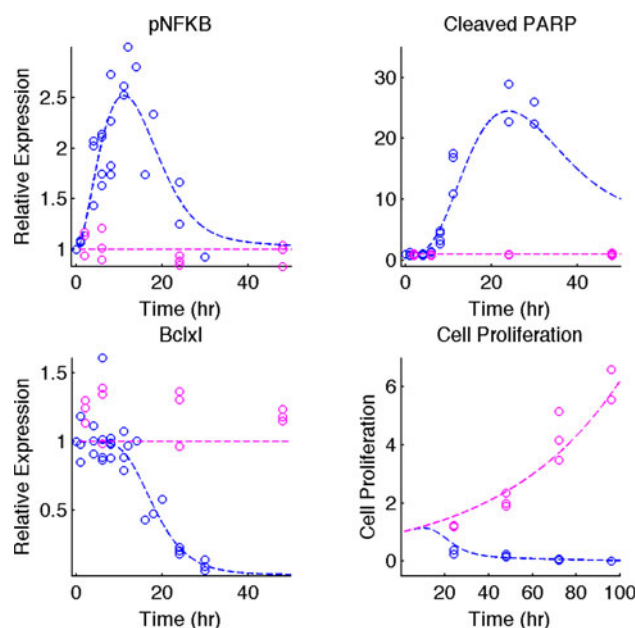 pNFKB
Cleaved PARP
Relative Expression
2.5
2
1.5
1
0
20
40
Time (hr)
30
20
10
0
0
20
40
Time (hr)
Bclxl
Cell Proliferation
Relative Expression
1.5
1
0.5
0
20
40
Time (hr)
Cell Proliferation
6
4
2
0
20
40
60
80
100
Time (hr)